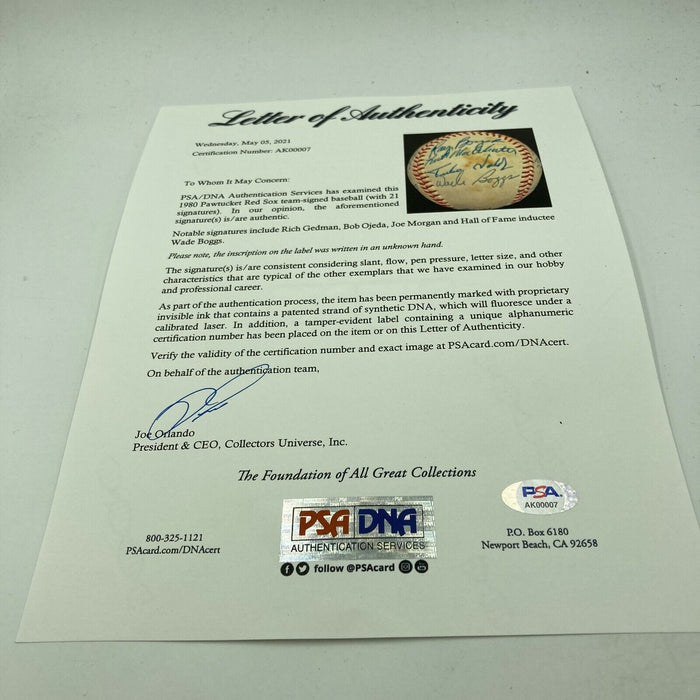 Letter of Authenticity
Wednesday, May 05, 2021
Certification Number: AK00007
To Whom It May Concern:
PSA/DNA Authentication Services has examined this
1980 Pawtucket Red Sox team-signed baseball (with 21
signatures). In our opinion, the aforementioned
signature(s) is/are authentic.
Notable signatures include Rich Gedman, Bob Ojeda, Joe Morgan and Hall of Fame inductee
Wade Boggs.
Please note, the inscription on the label was written in an unknown hand.
The signature(s) is/are consistent considering slant, flow, pen pressure, letter size, and other
characteristics that are typical of the other exemplars that we have examined in our hobby
and professional career.
As part of the authentication process, the item has been permanently marked with proprietary
invisible ink that contains a patented strand of synthetic DNA, which will fluoresce under a
calibrated laser. In addition, a tamper-evident label containing a unique alphanumeric
certification number has been placed on the item or on this Letter of Authenticity.
Verify the validity of the certification number and exact image at PSAcard.com/DNAcert.
On behalf of the authentication team,
Joe Orlando
President & CEO, Collectors Universe, Inc.
The Foundation of All Great Collections
PSA
AK00007
800-325-1121
PSAcard.com/DNAcert
PSA DNA
AUTHENTICATION SERVICES
follow @PSAcard
P.O. Box 6180
Newport Beach, CA 92658
Wade Boggs